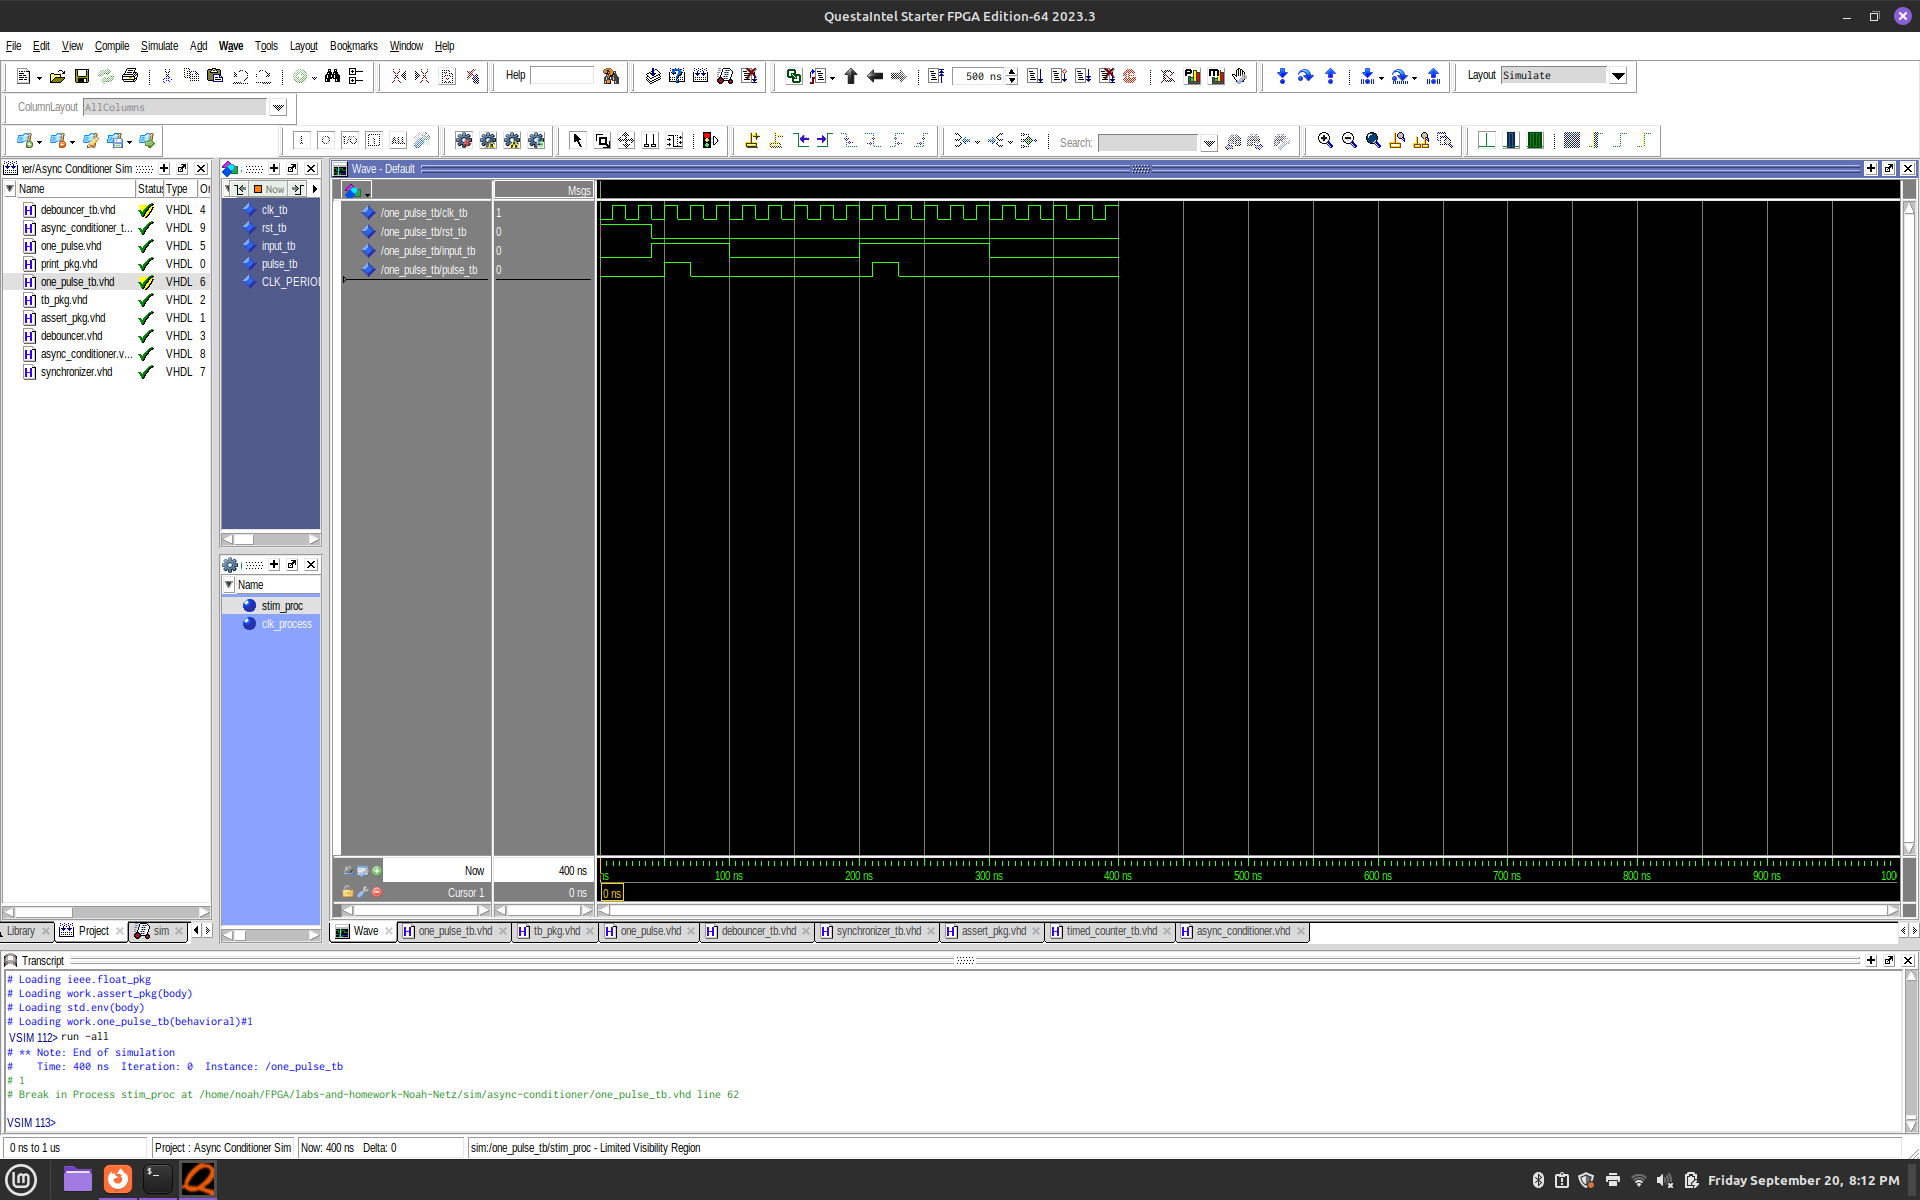 QuestaIntel Starter FPGA Edition-64 2023.3
File Edit View Compile Simulate Add Wave Tools Layout Bookmarks Window Help
Help
500 ns
Layout Simulate
ColumnLayout AllColumns
Search:
ner/Async Conditioner Sim
Name Status Type Or
debouncer_tb.vhd VHDL 4
async_conditioner_t... VHDL 9
one_pulse.vhd VHDL 5
print_pkg.vhd VHDL 0
one_pulse_tb.vhd VHDL 6
tb_pkg.vhd VHDL 2
assert_pkg.vhd VHDL 1
debouncer.vhd VHDL 3
async_conditioner.v... VHDL 8
synchronizer.vhd VHDL 7
Now
clk_tb
rst_tb
input_tb
pulse_tb
CLK_PERIOD
Name
stim_proc
clk_process
Wave - Default
Msgs
/one_pulse_tb/clk_tb 1
/one_pulse_tb/rst_tb 0
/one_pulse_tb/input_tb 0
/one_pulse_tb/pulse_tb 0
Now 400 ns
Cursor 1 0 ns
ns 100 ns 200 ns 300 ns 400 ns 500 ns 600 ns 700 ns 800 ns 900 ns 100
0 ns
Library Project sim
Wave one_pulse_tb.vhd tb_pkg.vhd one_pulse.vhd debouncer_tb.vhd synchronizer_tb.vhd assert_pkg.vhd timed_counter_tb.vhd async_conditioner.vhd
Transcript
# Loading ieee.float_pkg
# Loading work.assert_pkg(body)
# Loading std.env(body)
# Loading work.one_pulse_tb(behavioral)#1
VSIM 112> run -all
# ** Note: End of simulation
#    Time: 400 ns  Iteration: 0  Instance: /one_pulse_tb
# 1
# Break in Process stim_proc at /home/noah/FPGA/labs-and-homework-Noah-Netz/sim/async-conditioner/one_pulse_tb.vhd line 62
VSIM 113>
0 ns to 1 us Project : Async Conditioner Sim Now: 400 ns Delta: 0 sim:/one_pulse_tb/stim_proc - Limited Visibility Region
Friday September 20, 8:12 PM